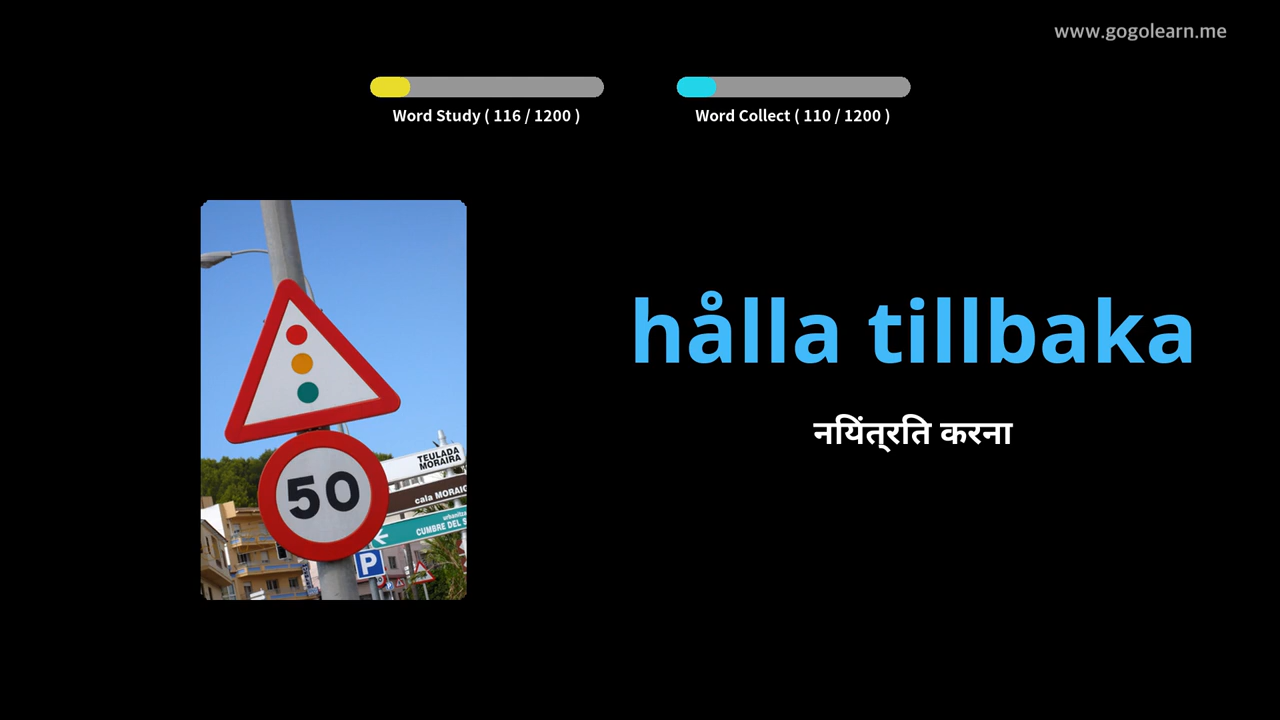 www.gogolearn.me
Word Study ( 116 / 1200 )
Word Collect ( 110 / 1200 )
hålla tillbaka
नयिंत्रति करना
TEULADA
MORAIRA
cala
CUMBRE DEL
50
P